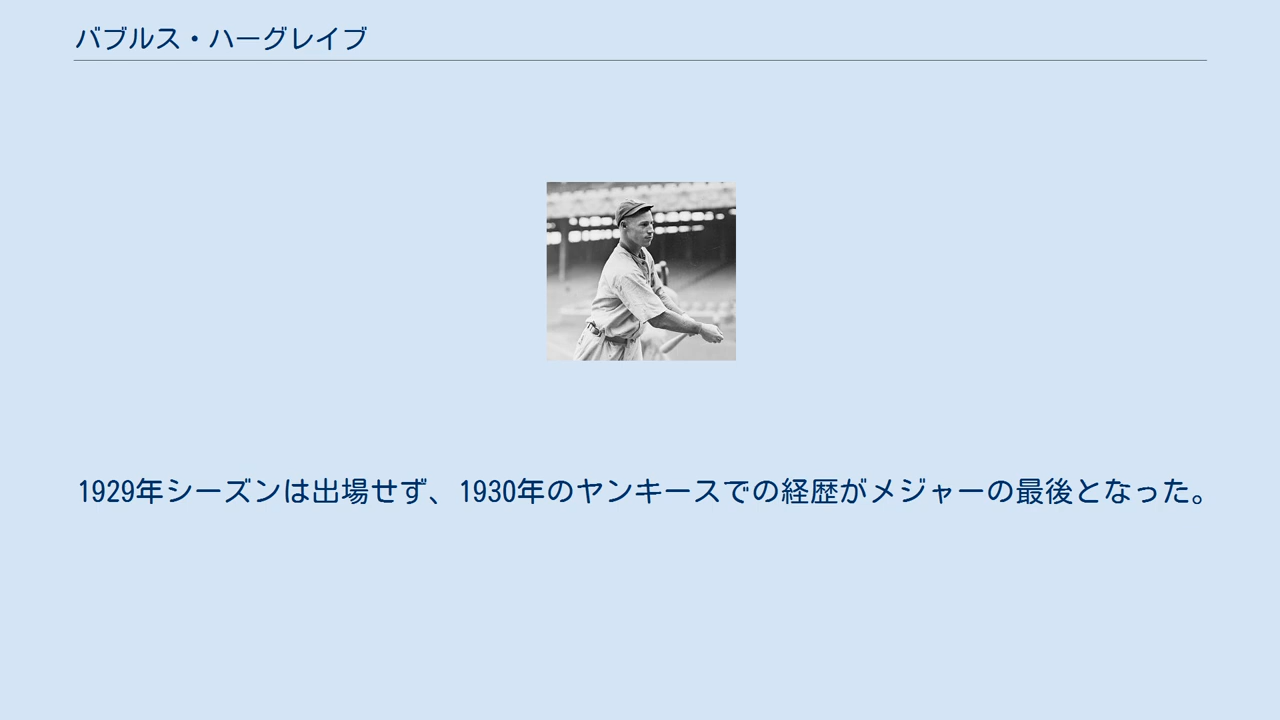 バブルス・ハーグレイブ
1929年シーズンは出場せず、1930年のヤンキースでの経歴がメジャーの最後となった。